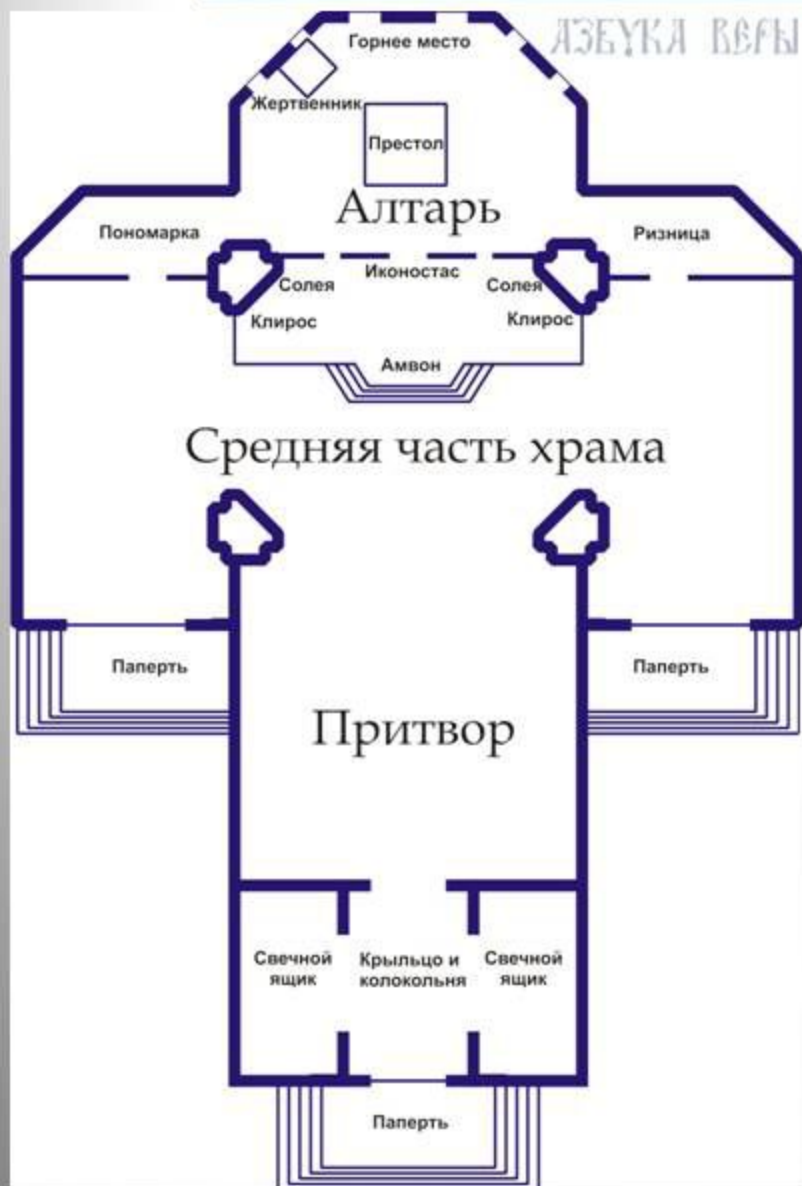 АЗБУКА ВЕРЫ
Горнее место
Жертвенник
Престол
Алтарь
Пономарка
Ризница
Иконостас
Солея
Солея
Клирос
Клирос
Амвон
Средняя часть храма
Паперть
Паперть
Притвор
Свечной
ящик
Крыльцо и
колокольня
Свечной
ящик
Паперть